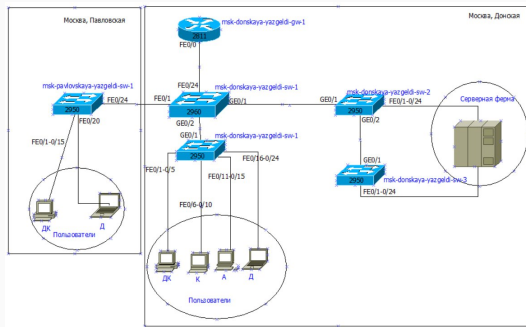 Москва, Павловская
Москва, Донская
msk-donskaya-yazgeldi-gw-1
2811
FE0/0
msk-pavlovskaya-yazgeldi-sw-1
FE0/24
msk-donskaya-yazgeldi-sw-1
msk-donskaya-yazgeldi-sw-2
2950
FE0/24
FE0/1
2960
GE0/1
GE0/1
2950
FE0/1-0/24
Серверная ферма
FE0/20
GE0/2
GE0/2
FE0/1-0/15
GE0/1
msk-donskaya-yazgeldi-sw-1
2950
FE0/16-0/24
GE0/1
FE0/1-0/5
FE0/11-0/15
2950
msk-donskaya-yazgeldi-sw-3
FE0/1-0/24
FE0/6-0/10
ДК
Д
Пользователи
ДК
К
А
Д
Пользователи